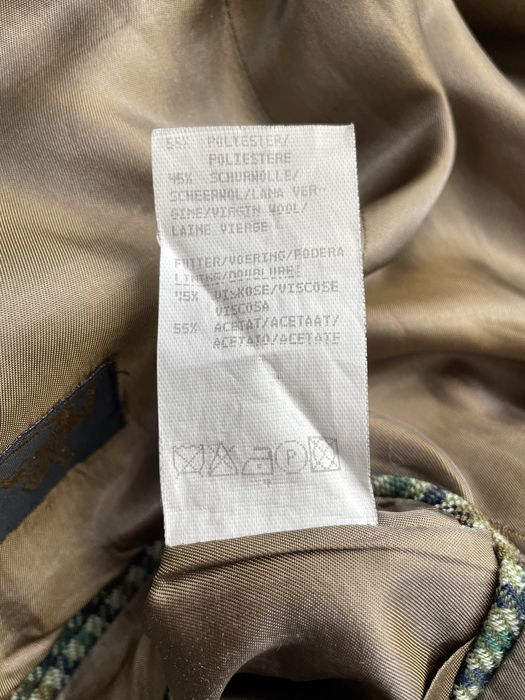 55% POLYESTER/
POLIESTERE
45% SCHURWOLLE/
SCHEERWOL/LANA VER-
GINE/VIRGIN WOOL/
LAINE VIERGE
FUTTER/VOERING/FODERA
LINING/DOUBLURE:
45% VISKOSE/VISCOSE
VISCOSA
55% ACETAT/ACETAAT/
ACETATO/ACETATE
P